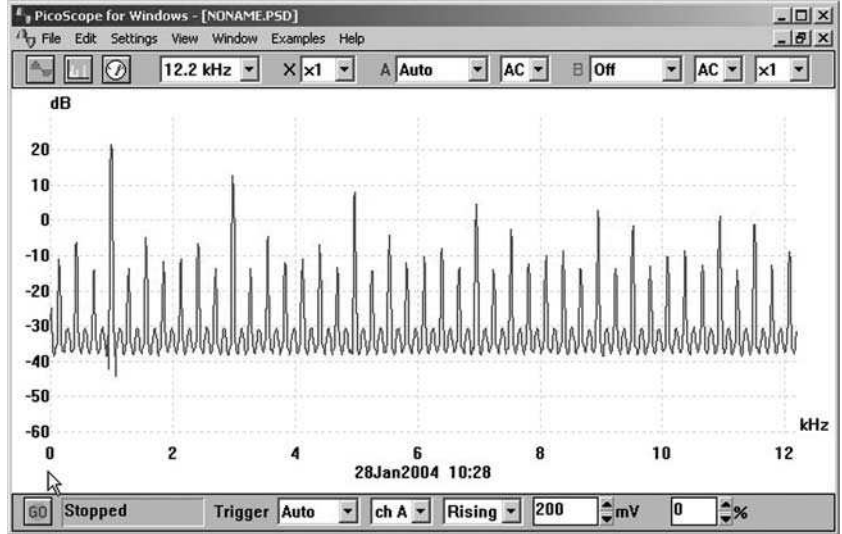 PicoScope for Windows - [NONAME.PSD]
File Edit Settings View Window Examples Help
12.2 kHz X x1 A Auto AC B Off AC x1
dB
20
10
0
-10
-20
-30
-40
-50
-60
kHz
0 2 4 6 8 10 12
28Jan2004 10:28
GO Stopped Trigger Auto ch A Rising 200 mV 0 %